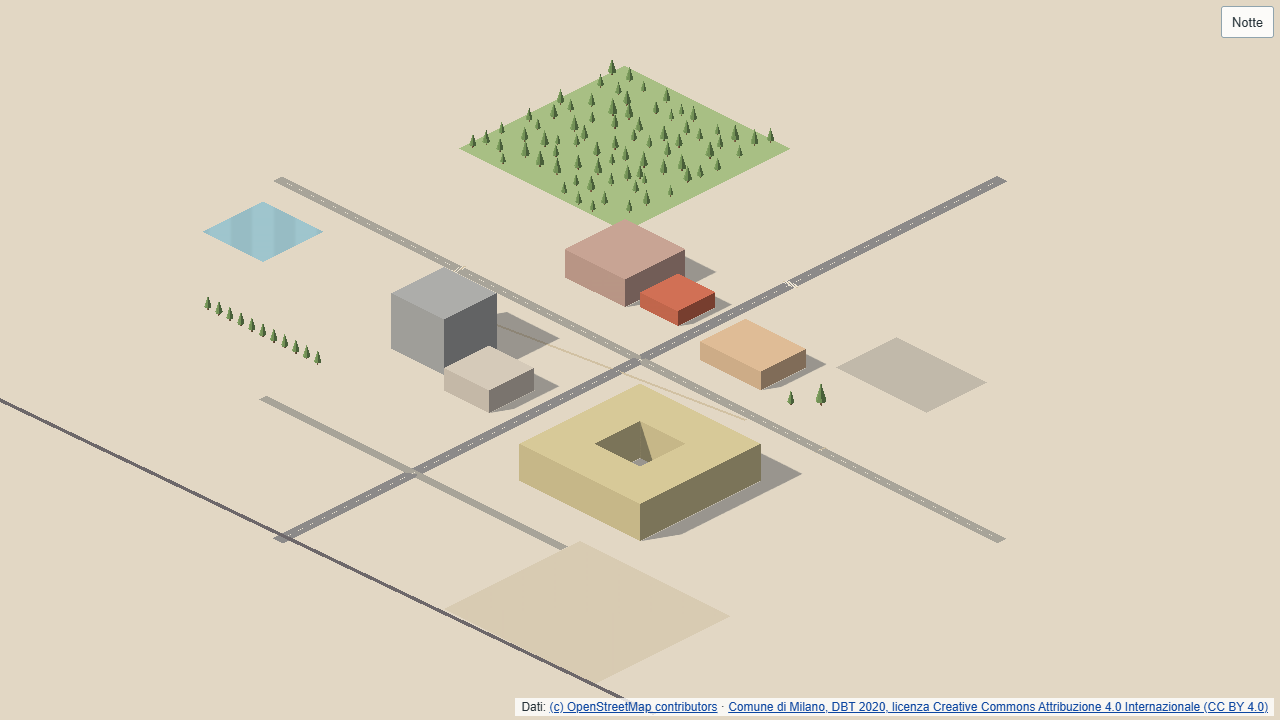 Notte
Dati: (c) OpenStreetMap contributors · Comune di Milano, DBT 2020, licenza Creative Commons Attribuzione 4.0 Internazionale (CC BY 4.0)